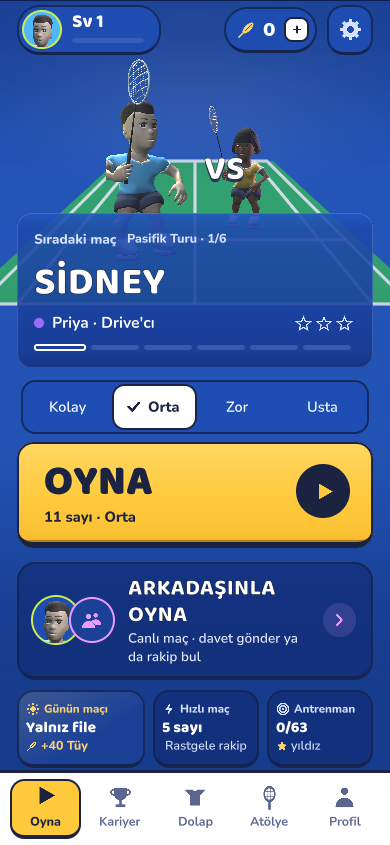 Sv 1
0
+
VS
Sıradaki maç Pasifik Turu · 1/6
SİDNEY
Priya · Drive'cı
Kolay
Orta
Zor
Usta
OYNA
11 sayı · Orta
ARKADAŞINLA
OYNA
Canlı maç · davet gönder ya
da rakip bul
Günün maçı
Yalnız file
+40 Tüy
Hızlı maç
5 sayı
Rastgele rakip
Antrenman
0/63
yıldız
Oyna
Kariyer
Dolap
Atölye
Profil